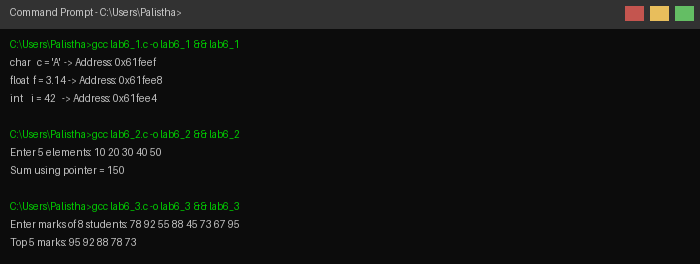 Command Prompt - C:\Users\Palistha>
C:\Users\Palistha>gcc lab6_1.c -o lab6_1 && lab6_1
char   c = 'A' -> Address: 0x61feef
float  f = 3.14 -> Address: 0x61fee8
int    i = 42   -> Address: 0x61fee4
C:\Users\Palistha>gcc lab6_2.c -o lab6_2 && lab6_2
Enter 5 elements: 10 20 30 40 50
Sum using pointer = 150
C:\Users\Palistha>gcc lab6_3.c -o lab6_3 && lab6_3
Enter marks of 8 students: 78 92 55 88 45 73 67 95
Top 5 marks: 95 92 88 78 73